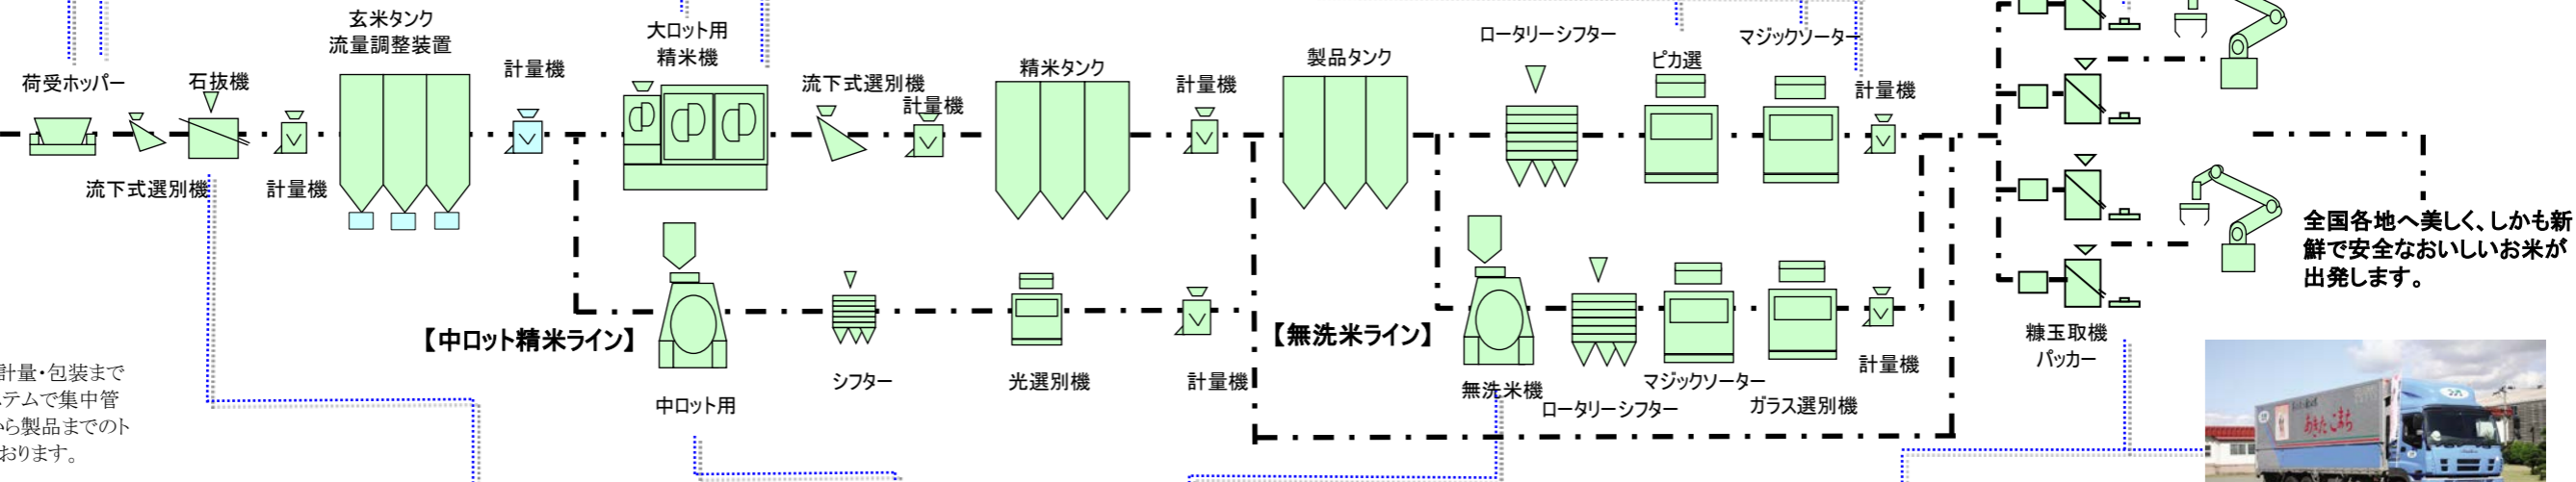 玄米タンク
流量調整装置
大ロット用
精米機
ロータリーシフター
マジックソーター
荷受ホッパー
石抜機
計量機
流下式選別機
計量機
精米タンク
計量機
製品タンク
ピカ選
計量機
流下式選別機
計量機
全国各地へ美しく、しかも新
鮮で安全なおいしいお米が
出発します。
【中ロット精米ライン】
【無洗米ライン】
中ロット用
シフター
光選別機
計量機
無洗米機
ロータリーシフター
マジックソーター
ガラス選別機
計量機
糠玉取機
パッカー
計量・包装まで
ステムで集中管
から製品までのト
おります。
あきたこまち